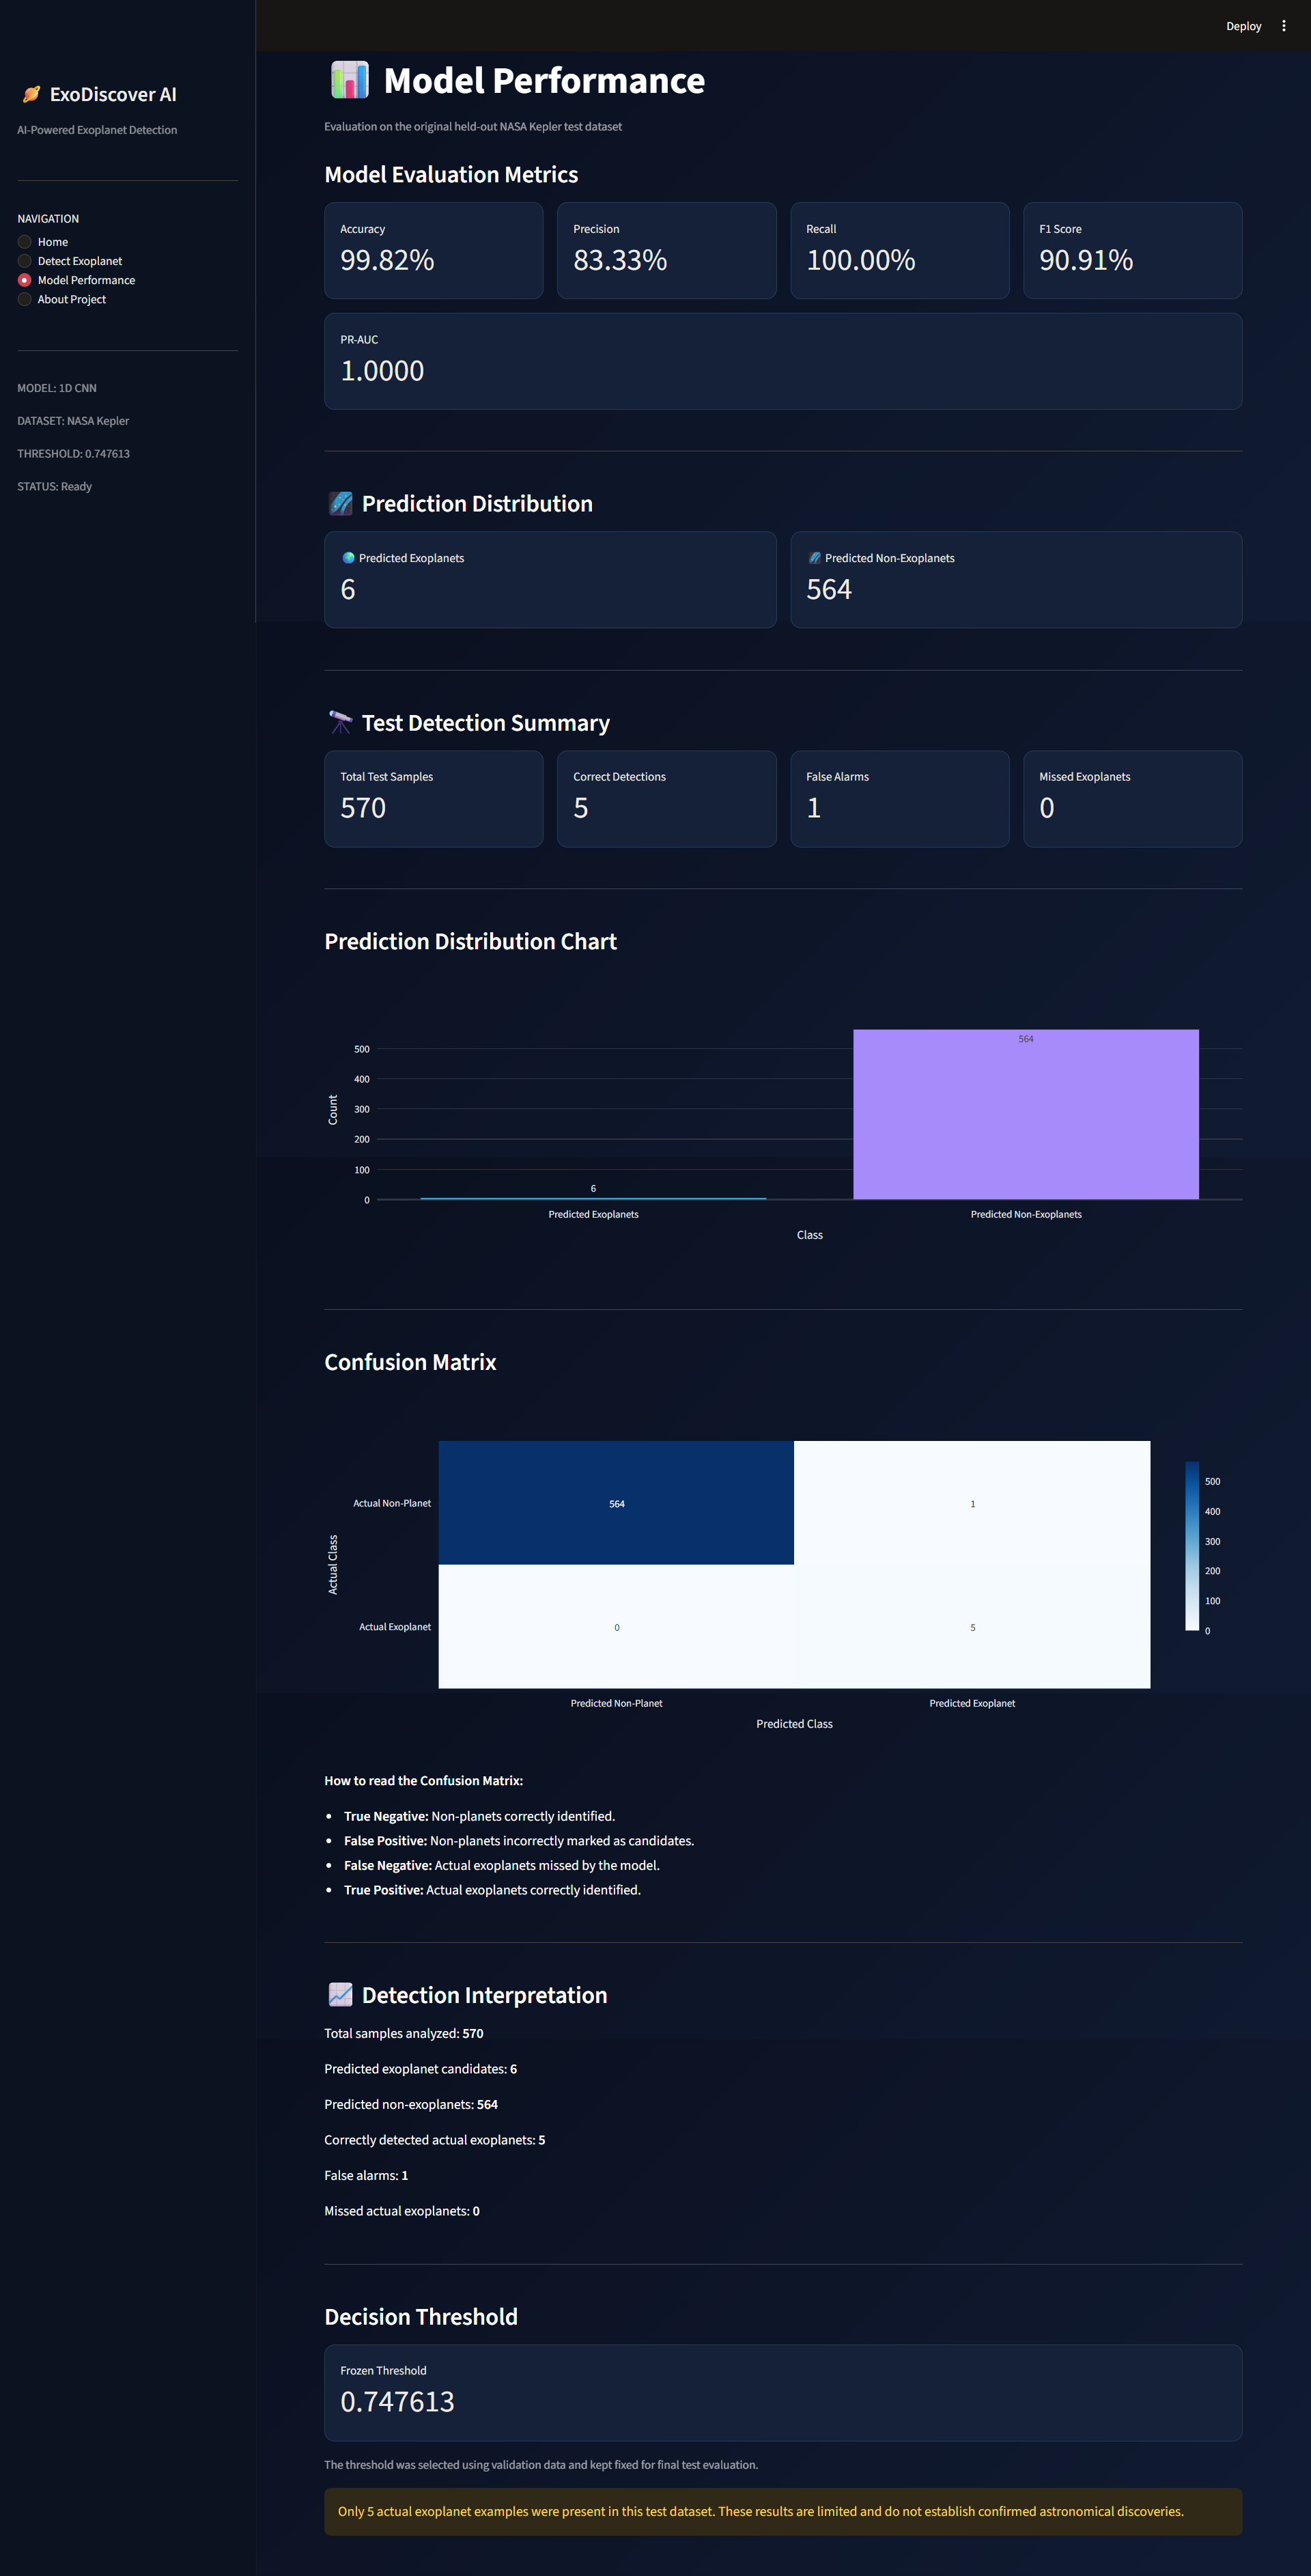 Deploy
ExoDiscover AI
AI-Powered Exoplanet Detection
NAVIGATION
Home
Detect Exoplanet
Model Performance
About Project
MODEL: 1D CNN
DATASET: NASA Kepler
THRESHOLD: 0.747613
STATUS: Ready
Model Performance
Evaluation on the original held-out NASA Kepler test dataset
Model Evaluation Metrics
Accuracy
99.82%
Precision
83.33%
Recall
100.00%
F1 Score
90.91%
PR-AUC
1.0000
Prediction Distribution
Predicted Exoplanets
6
Predicted Non-Exoplanets
564
Test Detection Summary
Total Test Samples
570
Correct Detections
5
False Alarms
1
Missed Exoplanets
0
Prediction Distribution Chart
Count
500
400
300
200
100
0
6
564
Predicted Exoplanets
Predicted Non-Exoplanets
Class
Confusion Matrix
Actual Class
Actual Non-Planet
564
1
Actual Exoplanet
0
5
Predicted Non-Planet
Predicted Exoplanet
Predicted Class
500
400
300
200
100
0
How to read the Confusion Matrix:
True Negative: Non-planets correctly identified.
False Positive: Non-planets incorrectly marked as candidates.
False Negative: Actual exoplanets missed by the model.
True Positive: Actual exoplanets correctly identified.
Detection Interpretation
Total samples analyzed: 570
Predicted exoplanet candidates: 6
Predicted non-exoplanets: 564
Correctly detected actual exoplanets: 5
False alarms: 1
Missed actual exoplanets: 0
Decision Threshold
Frozen Threshold
0.747613
The threshold was selected using validation data and kept fixed for final test evaluation.
Only 5 actual exoplanet examples were present in this test dataset. These results are limited and do not establish confirmed astronomical discoveries.